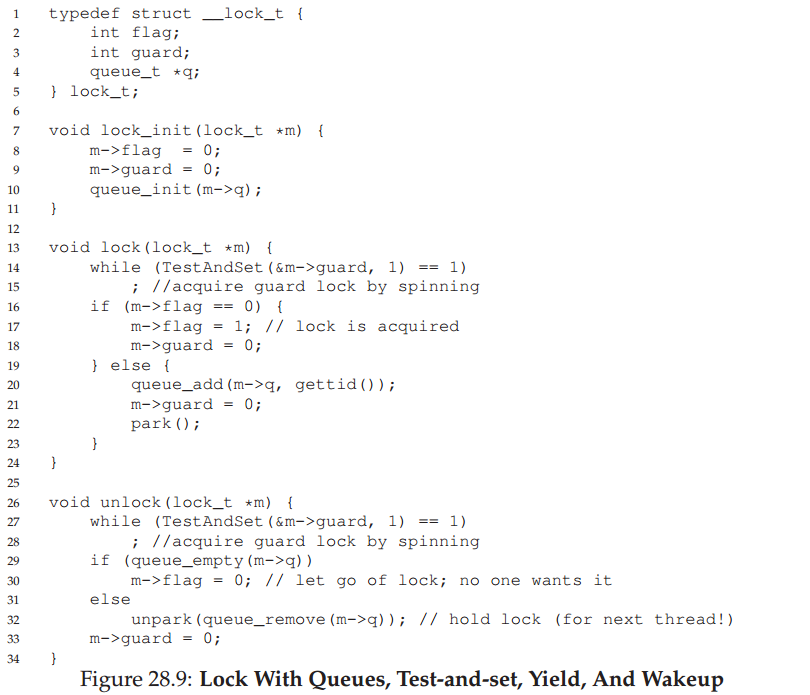 1 typedef struct __lock_t {
2     int flag;
3     int guard;
4     queue_t *q;
5 } lock_t;
6
7 void lock_init(lock_t *m) {
8     m->flag  = 0;
9     m->guard = 0;
10     queue_init(m->q);
11 }
12
13 void lock(lock_t *m) {
14     while (TestAndSet(&m->guard, 1) == 1)
15         ; //acquire guard lock by spinning
16     if (m->flag == 0) {
17         m->flag = 1; // lock is acquired
18         m->guard = 0;
19     } else {
20         queue_add(m->q, gettid());
21         m->guard = 0;
22         park();
23     }
24 }
25
26 void unlock(lock_t *m) {
27     while (TestAndSet(&m->guard, 1) == 1)
28         ; //acquire guard lock by spinning
29     if (queue_empty(m->q))
30         m->flag = 0; // let go of lock; no one wants it
31     else
32         unpark(queue_remove(m->q)); // hold lock (for next thread!)
33     m->guard = 0;
34 }
Figure 28.9: Lock With Queues, Test-and-set, Yield, And Wakeup